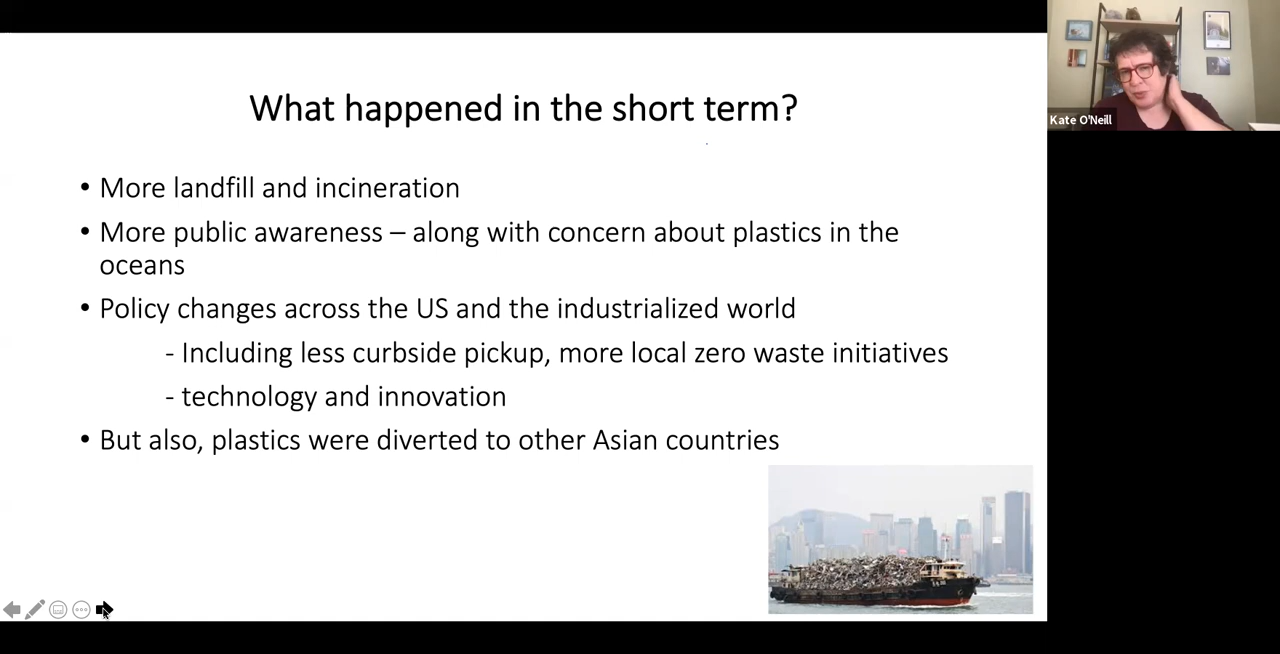 What happened in the short term?
• More landfill and incineration
• More public awareness – along with concern about plastics in the
oceans
• Policy changes across the US and the industrialized world
- Including less curbside pickup, more local zero waste initiatives
- technology and innovation
• But also, plastics were diverted to other Asian countries
Kate O'Neill